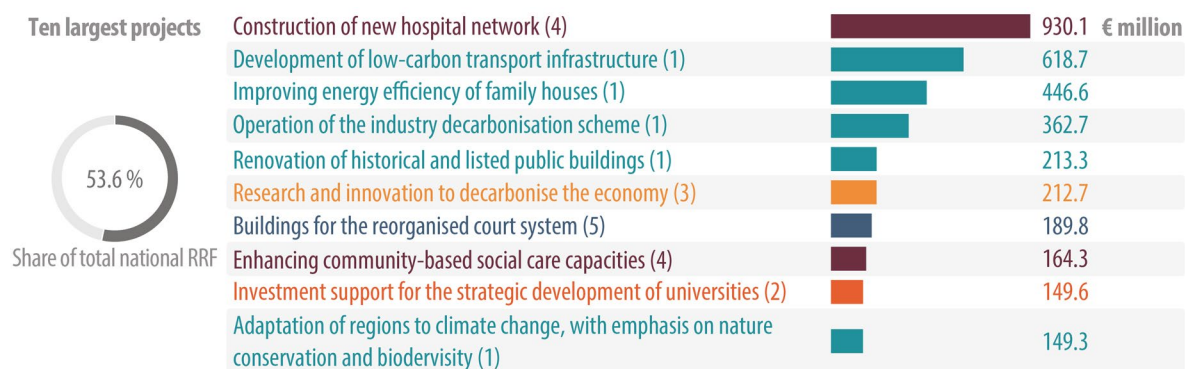 Ten largest projects
Construction of new hospital network (4) 930.1 € million
Development of low-carbon transport infrastructure (1) 618.7
Improving energy efficiency of family houses (1) 446.6
Operation of the industry decarbonisation scheme (1) 362.7
Renovation of historical and listed public buildings (1) 213.3
Research and innovation to decarbonise the economy (3) 212.7
Buildings for the reorganised court system (5) 189.8
Enhancing community-based social care capacities (4) 164.3
Investment support for the strategic development of universities (2) 149.6
Adaptation of regions to climate change, with emphasis on nature
conservation and biodervisity (1) 149.3
53.6 %
Share of total national RRF